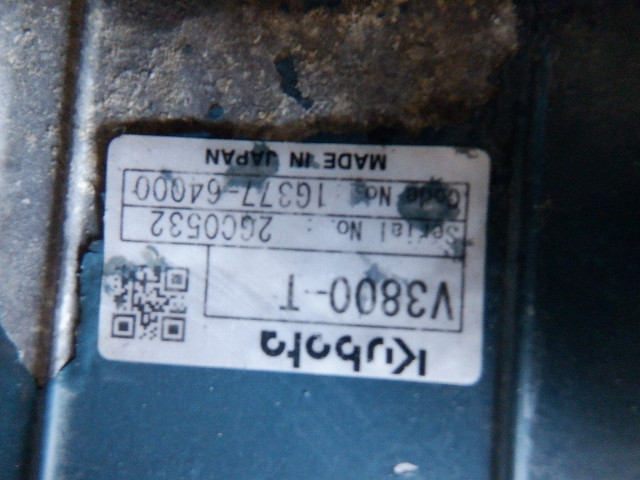 Kubota
V3800-T
Serial No. : 2GC0532
Code No. : 1G377-64000
MADE IN JAPAN